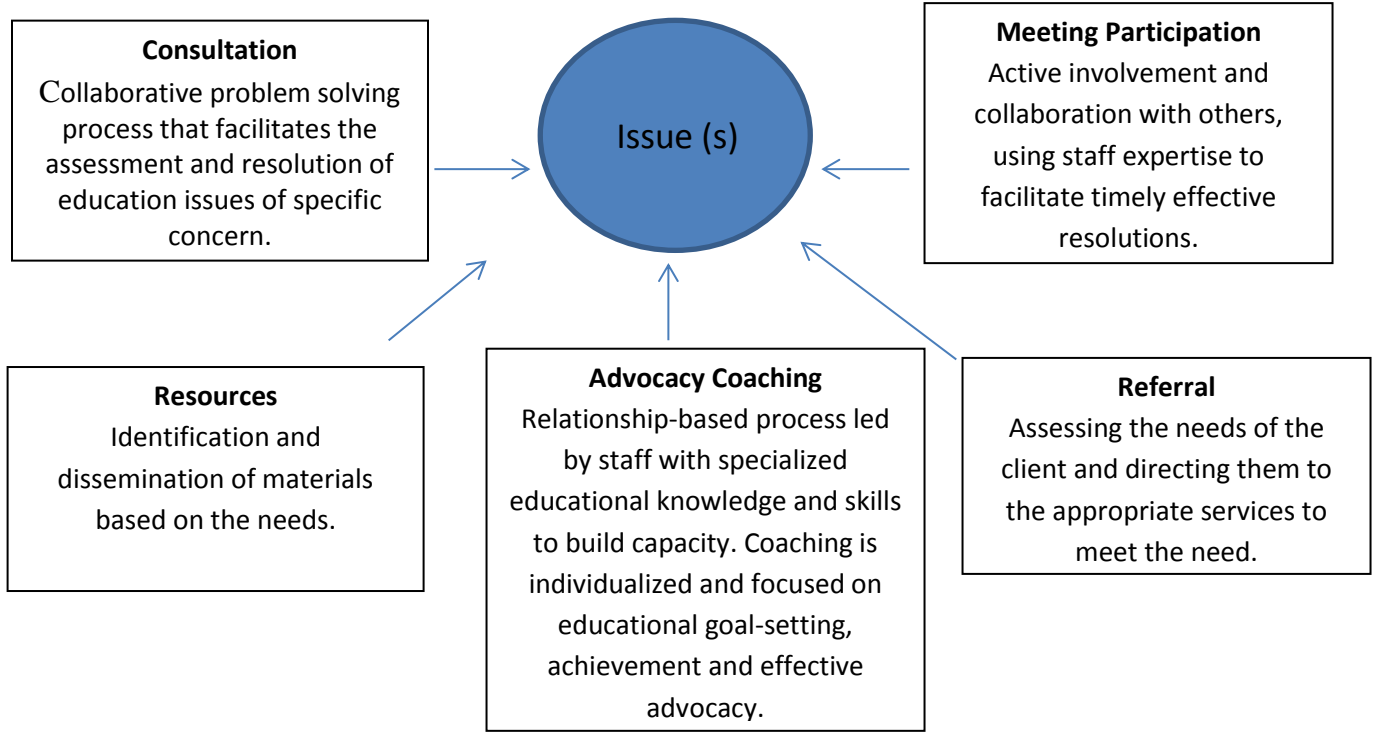 Consultation
Collaborative problem solving
process that facilitates the
assessment and resolution of
education issues of specific
concern.
Issue (s)
Meeting Participation
Active involvement and
collaboration with others,
using staff expertise to
facilitate timely effective
resolutions.
Resources
Identification and
dissemination of materials
based on the needs.
Advocacy Coaching
Relationship-based process led
by staff with specialized
educational knowledge and skills
to build capacity. Coaching is
individualized and focused on
educational goal-setting,
achievement and effective
advocacy.
Referral
Assessing the needs of the
client and directing them to
the appropriate services to
meet the need.